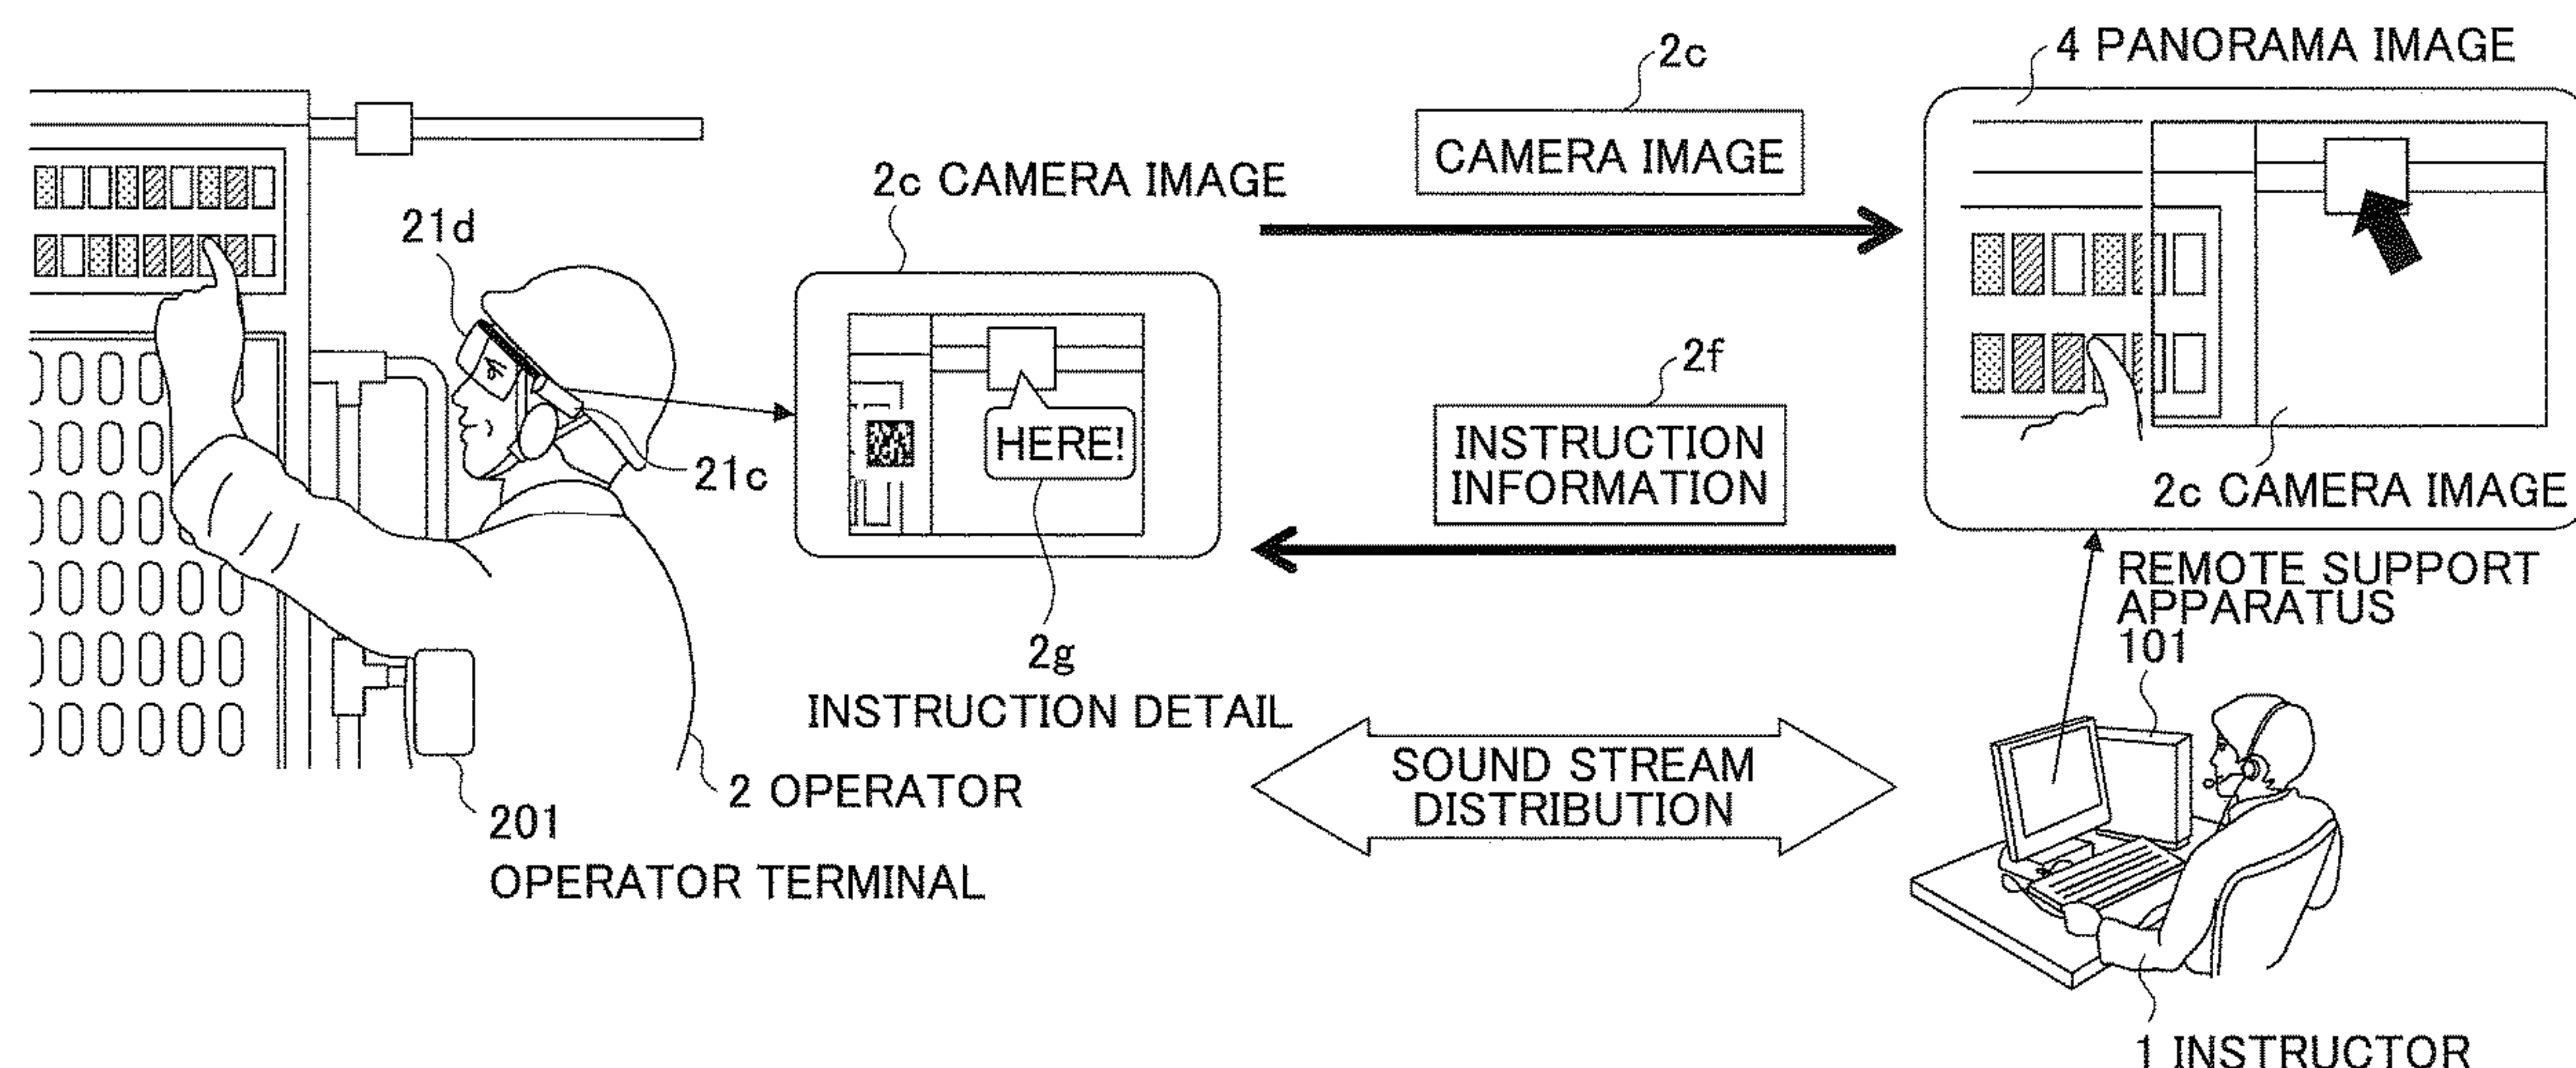 2c
CAMERA IMAGE
4 PANORAMA IMAGE
2c CAMERA IMAGE
21d
21c
HERE!
2g
INSTRUCTION DETAIL
2f
INSTRUCTION
INFORMATION
2c CAMERA IMAGE
REMOTE SUPPORT
APPARATUS
101
SOUND STREAM
DISTRIBUTION
2 OPERATOR
201
OPERATOR TERMINAL
1 INSTRUCTOR